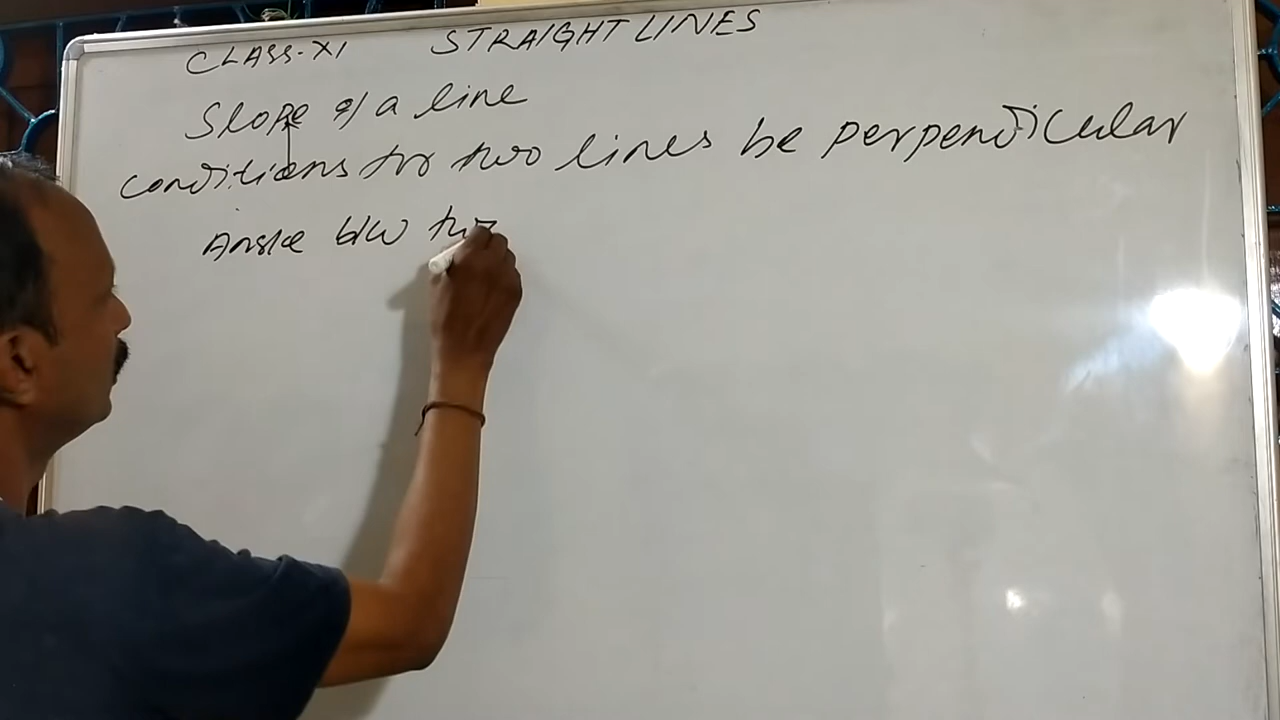 CLASS-XI STRAIGHT LINES
Slope of a line
conditions for two lines be perpendicular
Angle b/w two